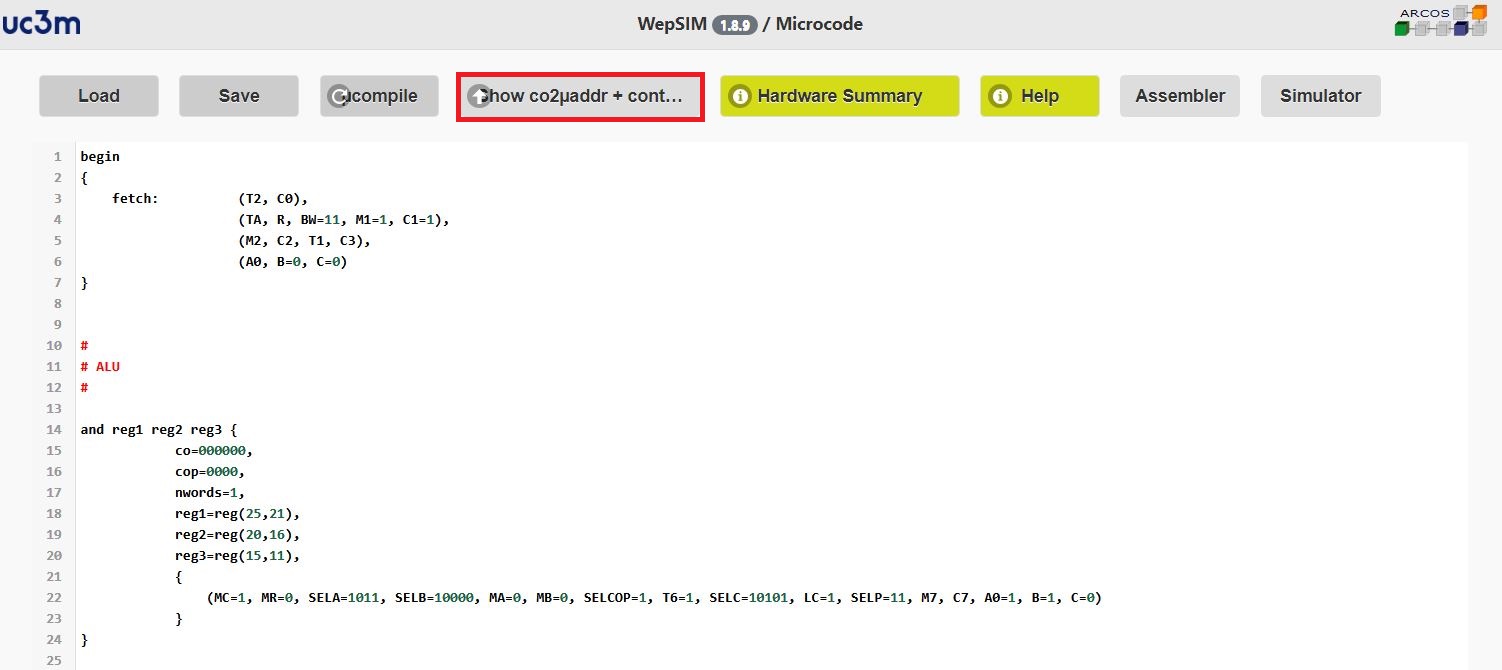 uc3m
WepSIM 1.8.9 / Microcode
ARCOS
Load Save µcompile Show co2µaddr + cont... Hardware Summary Help Assembler Simulator
1 begin
2 {
3 fetch: (T2, C0),
4 (TA, R, BW=11, M1=1, C1=1),
5 (M2, C2, T1, C3),
6 (A0, B=0, C=0)
7 }
8
9
10 #
11 # ALU
12 #
13
14 and reg1 reg2 reg3 {
15 co=000000,
16 cop=0000,
17 nwords=1,
18 reg1=reg(25,21),
19 reg2=reg(20,16),
20 reg3=reg(15,11),
21 {
22 (MC=1, MR=0, SELA=1011, SELB=10000, MA=0, MB=0, SELCOP=1, T6=1, SELC=10101, LC=1, SELP=11, M7, C7, A0=1, B=1, C=0)
23 }
24 }
25